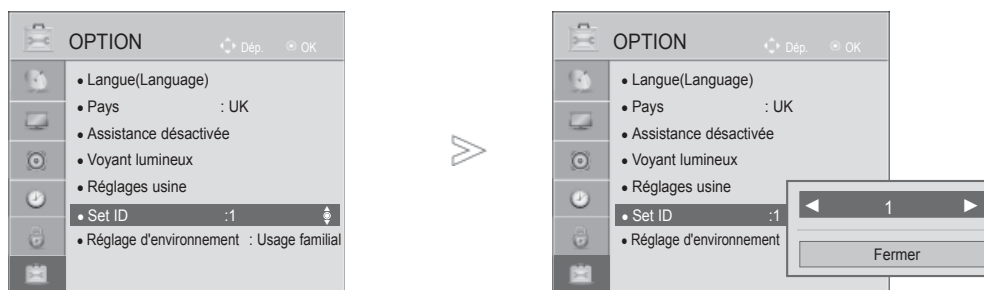 OPTION
Dép. OK
• Langue(Language)
• Pays : UK
• Assistance désactivée
• Voyant lumineux
• Réglages usine
• Set ID :1
• Réglage d'environnement : Usage familial
OPTION
Dép. OK
• Langue(Language)
• Pays : UK
• Assistance désactivée
• Voyant lumineux
• Réglages usine
• Set ID :1
• Réglage d'environnement
◄ 1 ►
Fermer